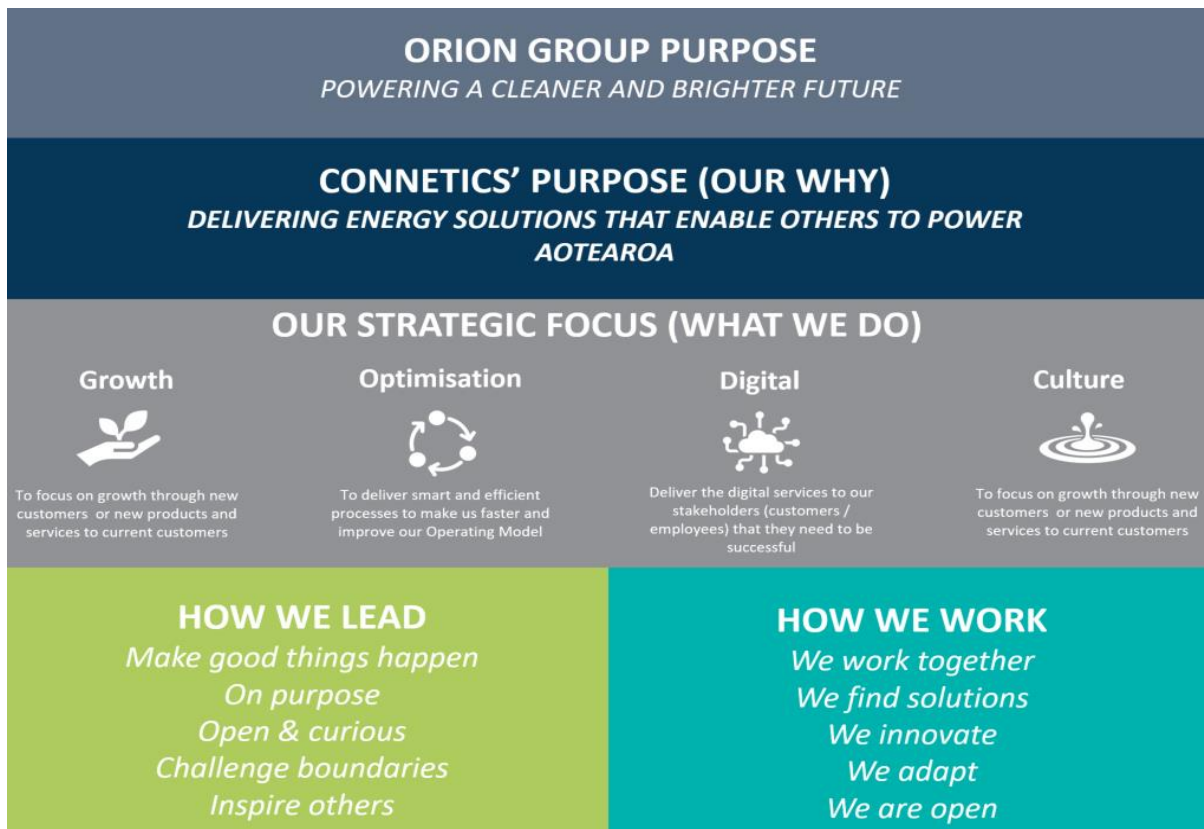 ORION GROUP PURPOSE
POWERING A CLEANER AND BRIGHTER FUTURE
CONNETICS’ PURPOSE (OUR WHY)
DELIVERING ENERGY SOLUTIONS THAT ENABLE OTHERS TO POWER
AOTEAROA
OUR STRATEGIC FOCUS (WHAT WE DO)
Growth
To focus on growth through new
customers or new products and
services to current customers
Optimisation
To deliver smart and efficient
processes to make us faster and
improve our Operating Model
Digital
Deliver the digital services to our
stakeholders (customers /
employees) that they need to be
successful
Culture
To focus on growth through new
customers or new products and
services to current customers
HOW WE LEAD
Make good things happen
On purpose
Open & curious
Challenge boundaries
Inspire others
HOW WE WORK
We work together
We find solutions
We innovate
We adapt
We are open